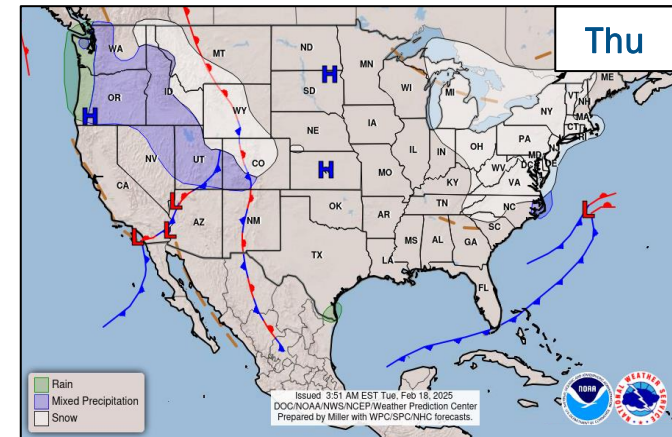 Thu
WA
MT
ND
MN
ME
OR
ID
SD
WI
MI
VT
NH
NY
MA
CT
RI
H
WY
H
IA
PA
NJ
NE
OH
MD
DE
DC
NV
UT
CO
IL
IN
WV
VA
CA
H
MO
KY
L
AZ
NM
OK
AR
TN
NC
L
L
L
SC
MS
AL
GA
TX
LA
FL
Rain
Mixed Precipitation
Snow
Issued 3:51 AM EST Tue, Feb 18, 2025
DOC/NOAA/NWS/NCEP/Weather Prediction Center
Prepared by Miller with WPC/SPC/NHC forecasts.
NOAA
NATIONAL WEATHER SERVICE